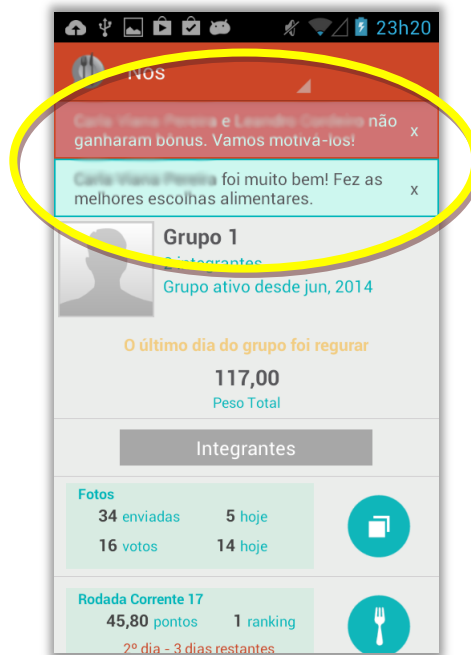 23h20
Nós
e não
ganharam bônus. Vamos motivá-los! x
foi muito bem! Fez as
melhores escolhas alimentares. x
Grupo 1
integrantes
Grupo ativo desde jun, 2014
O último dia do grupo foi regurar
117,00
Peso Total
Integrantes
Fotos
34 enviadas 5 hoje
16 votos 14 hoje
Rodada Corrente 17
45,80 pontos 1 ranking
2º dia - 3 dias restantes